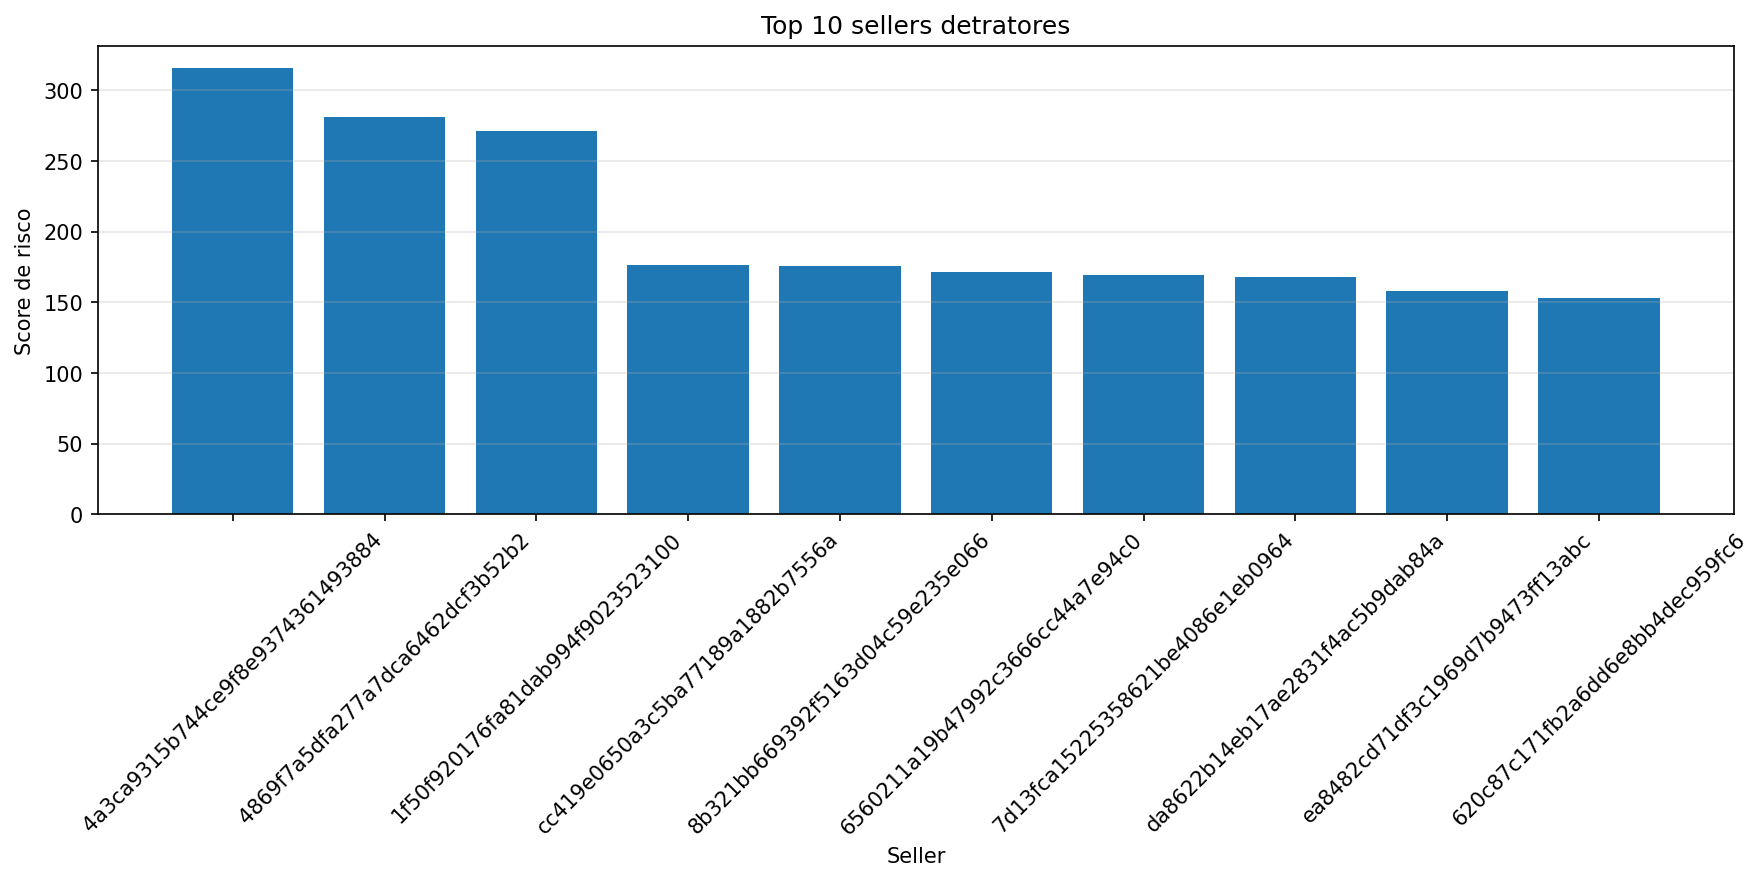 Top 10 sellers detratores
Score de risco
300
250
200
150
100
50
0
4a3ca9315b744ce9f8e9374361493884
4869f7a5dfa277a7dca6462dcf3b52b2
1f50f920176fa81dab994f9023523100
cc419e0650a3c5ba77189a1882b7556a
8b321bb669392f5163d04c59e235e066
6560211a19b47992c3666cc44a7e94c0
7d13fca15225358621be4086e1eb0964
da8622b14eb17ae2831f4ac5b9dab84a
ea8482cd71df3c1969d7b9473ff13abc
620c87c171fb2a6dd6e8bb4dec959fc6
Seller